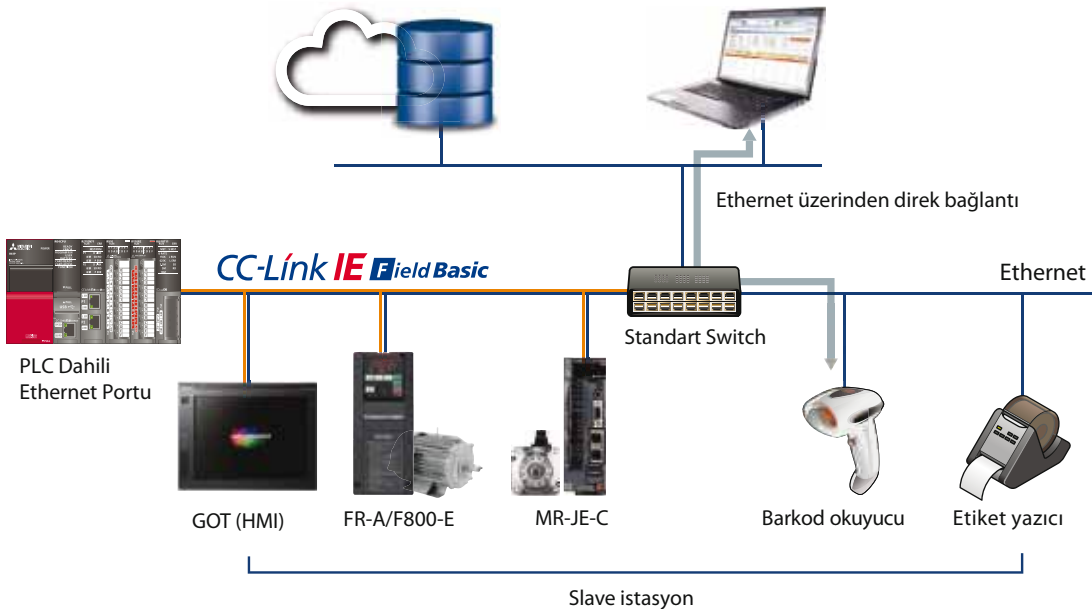 Ethernet üzerinden direk bağlantı
CC-Línk IE Field Basic
Ethernet
Standart Switch
PLC Dahili
Ethernet Portu
GOT (HMI)
FR-A/F800-E
MR-JE-C
Barkod okuyucu
Etiket yazıcı
Slave istasyon